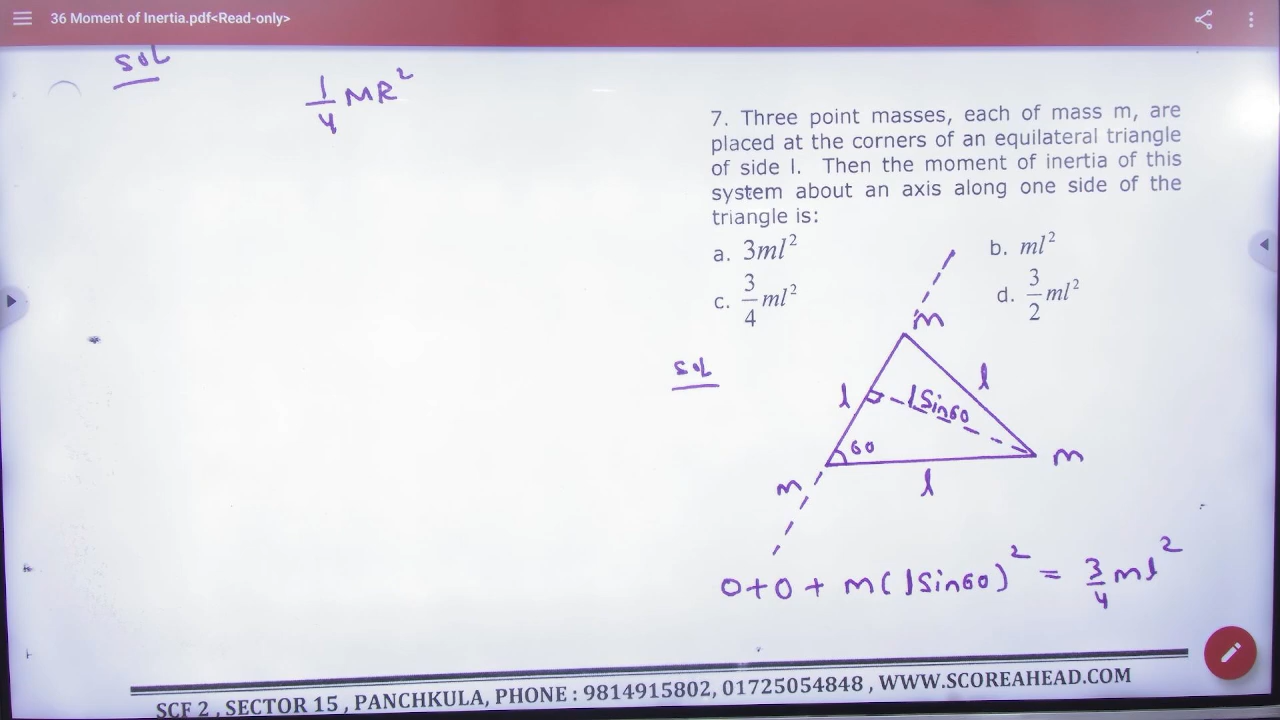 36 Moment of Inertia.pdf<Read-only>
Sol
1/4 MR²
7. Three point masses, each of mass m, are
placed at the corners of an equilateral triangle
of side l. Then the moment of inertia of this
system about an axis along one side of the
triangle is:
a. 3ml² b. ml²
c. 3/4 ml² d. 3/2 ml²
Sol
m
l l
l Sin60
60
m m
l
0+0+ m(l Sin60)² = 3/4 ml²
SCF 2 , SECTOR 15 , PANCHKULA, PHONE : 9814915802, 01725054848 , WWW.SCOREAHEAD.COM